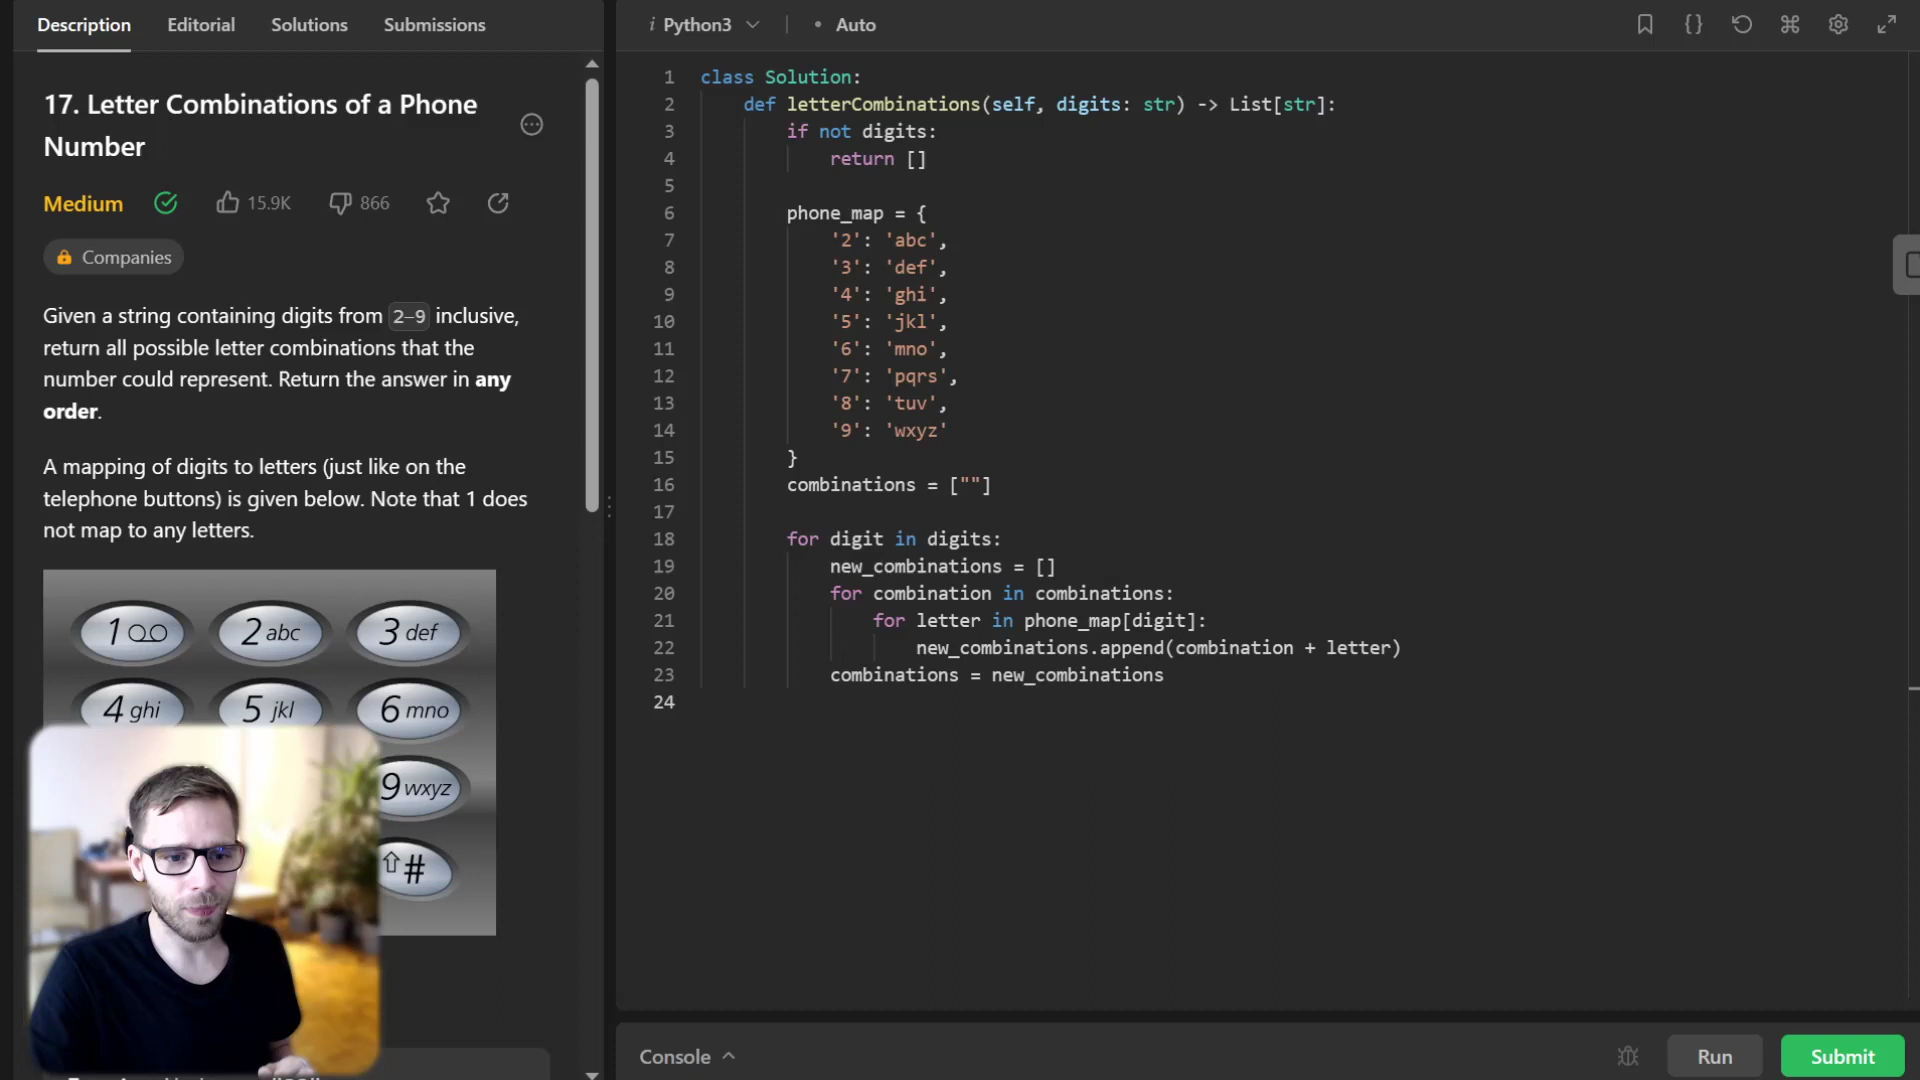 Description Editorial Solutions Submissions
17. Letter Combinations of a Phone
Number
Medium 15.9K 866
Companies
Given a string containing digits from 2-9 inclusive,
return all possible letter combinations that the
number could represent. Return the answer in any
order.
A mapping of digits to letters (just like on the
telephone buttons) is given below. Note that 1 does
not map to any letters.
1 2 abc 3 def
4 ghi 5 jkl 6 mno
9 wxyz
#
i Python3 • Auto
1 class Solution:
2 def letterCombinations(self, digits: str) -> List[str]:
3 if not digits:
4 return []
5
6 phone_map = {
7 '2': 'abc',
8 '3': 'def',
9 '4': 'ghi',
10 '5': 'jkl',
11 '6': 'mno',
12 '7': 'pqrs',
13 '8': 'tuv',
14 '9': 'wxyz'
15 }
16 combinations = [""]
17
18 for digit in digits:
19 new_combinations = []
20 for combination in combinations:
21 for letter in phone_map[digit]:
22 new_combinations.append(combination + letter)
23 combinations = new_combinations
24
Console Run Submit